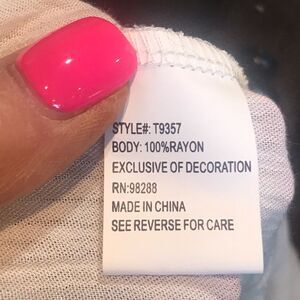 STYLE#: T9357
BODY: 100%RAYON
EXCLUSIVE OF DECORATION
RN:98288
MADE IN CHINA
SEE REVERSE FOR CARE